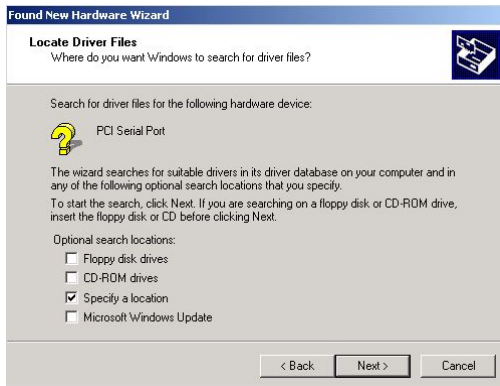 Found New Hardware Wizard
Locate Driver Files
Where do you want Windows to search for driver files?
Search for driver files for the following hardware device:
PCI Serial Port
The wizard searches for suitable drivers in its driver database on your computer and in
any of the following optional search locations that you specify.
To start the search, click Next. If you are searching on a floppy disk or CD-ROM drive,
insert the floppy disk or CD before clicking Next.
Optional search locations:
Floppy disk drives
CD-ROM drives
Specify a location
Microsoft Windows Update
< Back
Next >
Cancel